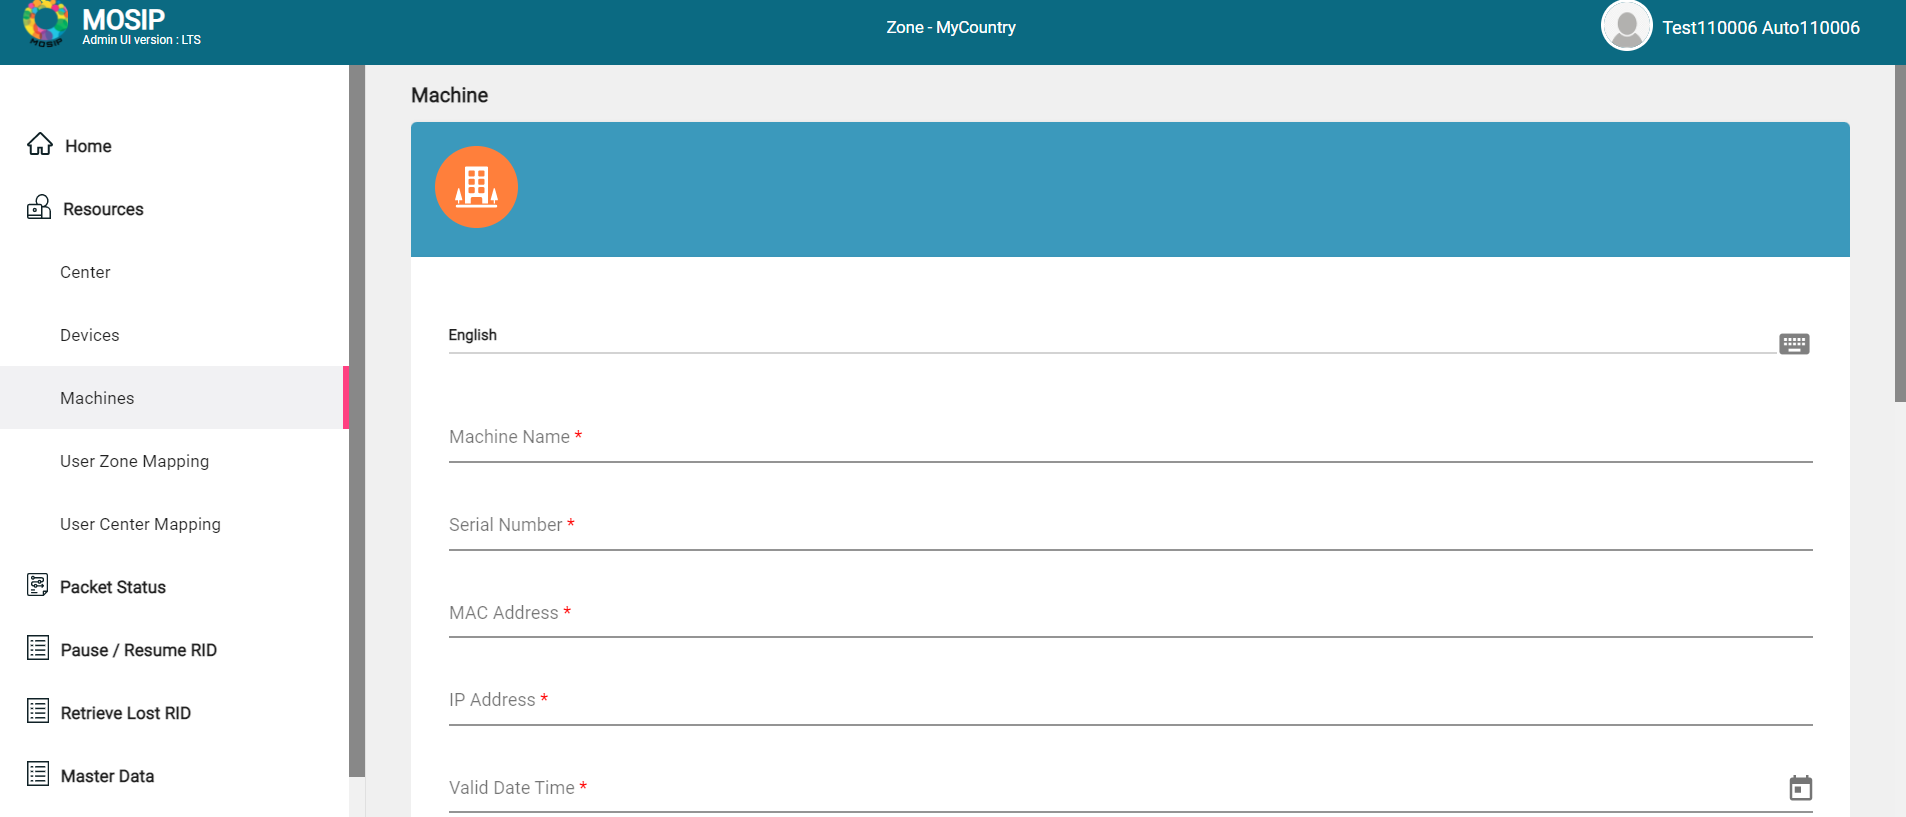 MOSIP
Admin UI version : LTS
MOSIP
Zone - MyCountry
Test110006 Auto110006
Home
Resources
Center
Devices
Machines
User Zone Mapping
User Center Mapping
Packet Status
Pause / Resume RID
Retrieve Lost RID
Master Data
Machine
English
Machine Name *
Serial Number *
MAC Address *
IP Address *
Valid Date Time *